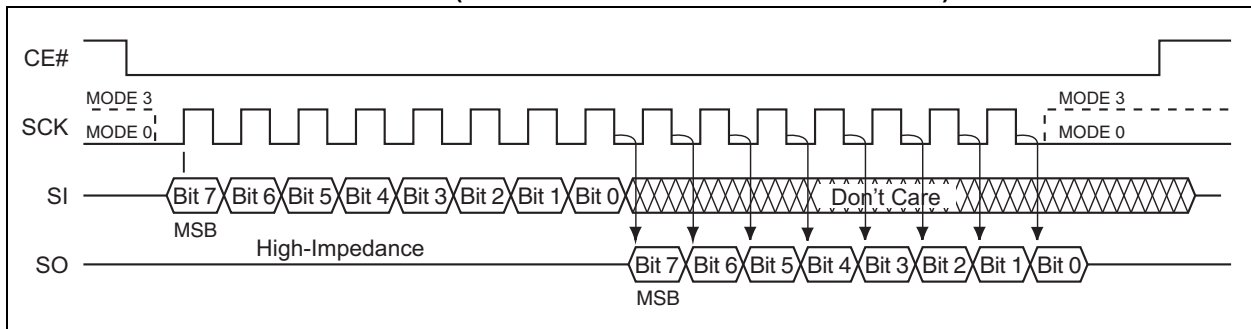 CE#
MODE 3 MODE 3
SCK MODE 0 MODE 0
SI Bit 7 Bit 6 Bit 5 Bit 4 Bit 3 Bit 2 Bit 1 Bit 0 Don't Care
MSB
High-Impedance
SO Bit 7 Bit 6 Bit 5 Bit 4 Bit 3 Bit 2 Bit 1 Bit 0
MSB